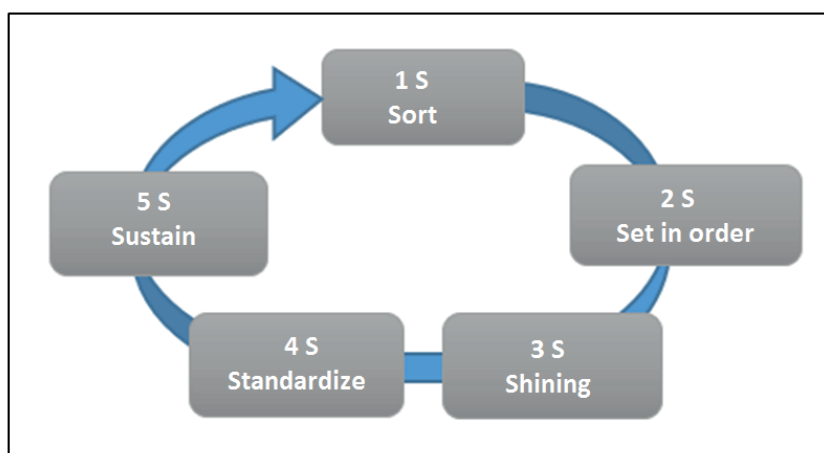 1 S
Sort
2 S
Set in order
3 S
Shining
4 S
Standardize
5 S
Sustain